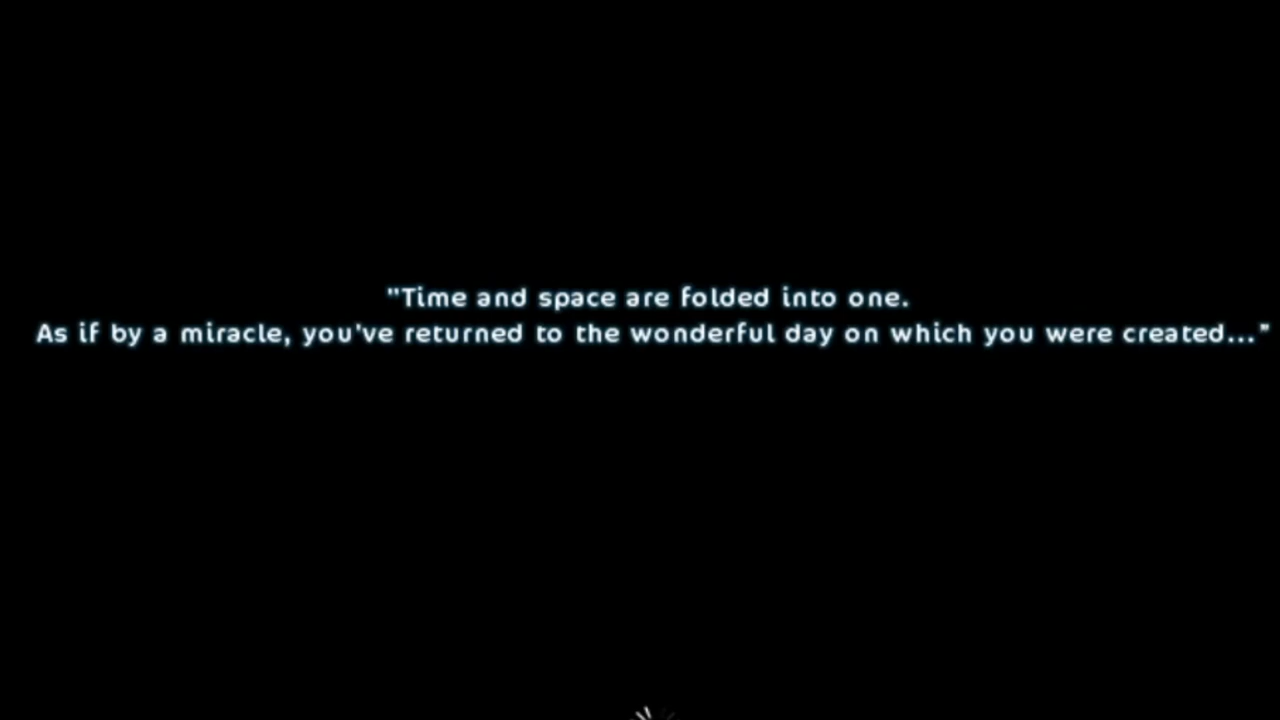 "Time and space are folded into one.
As if by a miracle, you've returned to the wonderful day on which you were created..."